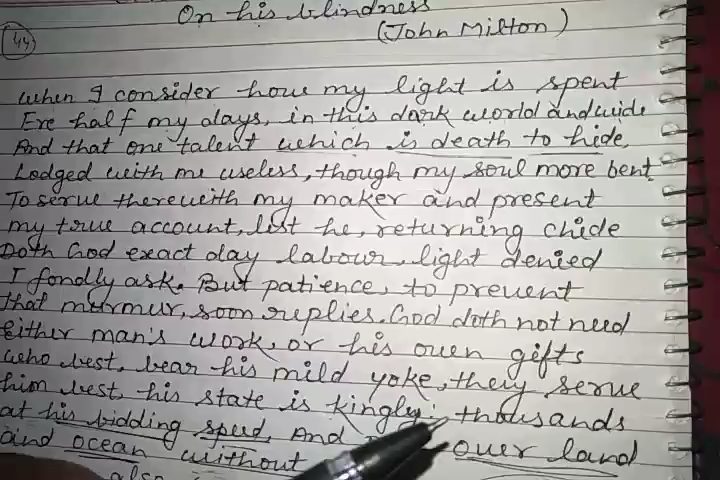 On his blindness
(John Milton)
44
When I consider how my light is spent
Ere half my days, in this dark world and wide
And that one talent which is death to hide
Lodged with me useless, though my soul more bent
To serve therewith my maker and present
my true account, lest he, returning chide
Doth God exact day labour, light denied
I fondly ask. But patience, to prevent
that murmur, soon replies. God doth not need
Either man's work, or his own gifts
who best, bear his mild yoke, they serve
him best, his state is kingly; thousands
at his bidding speed, And over land
and ocean without
also